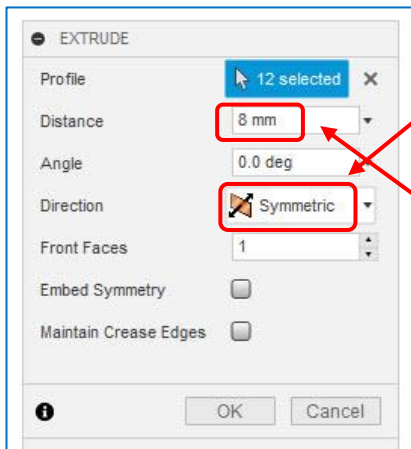 EXTRUDE
Profile 12 selected
Distance 8 mm
Angle 0.0 deg
Direction Symmetric
Front Faces 1
Embed Symmetry
Maintain Crease Edges
OK Cancel